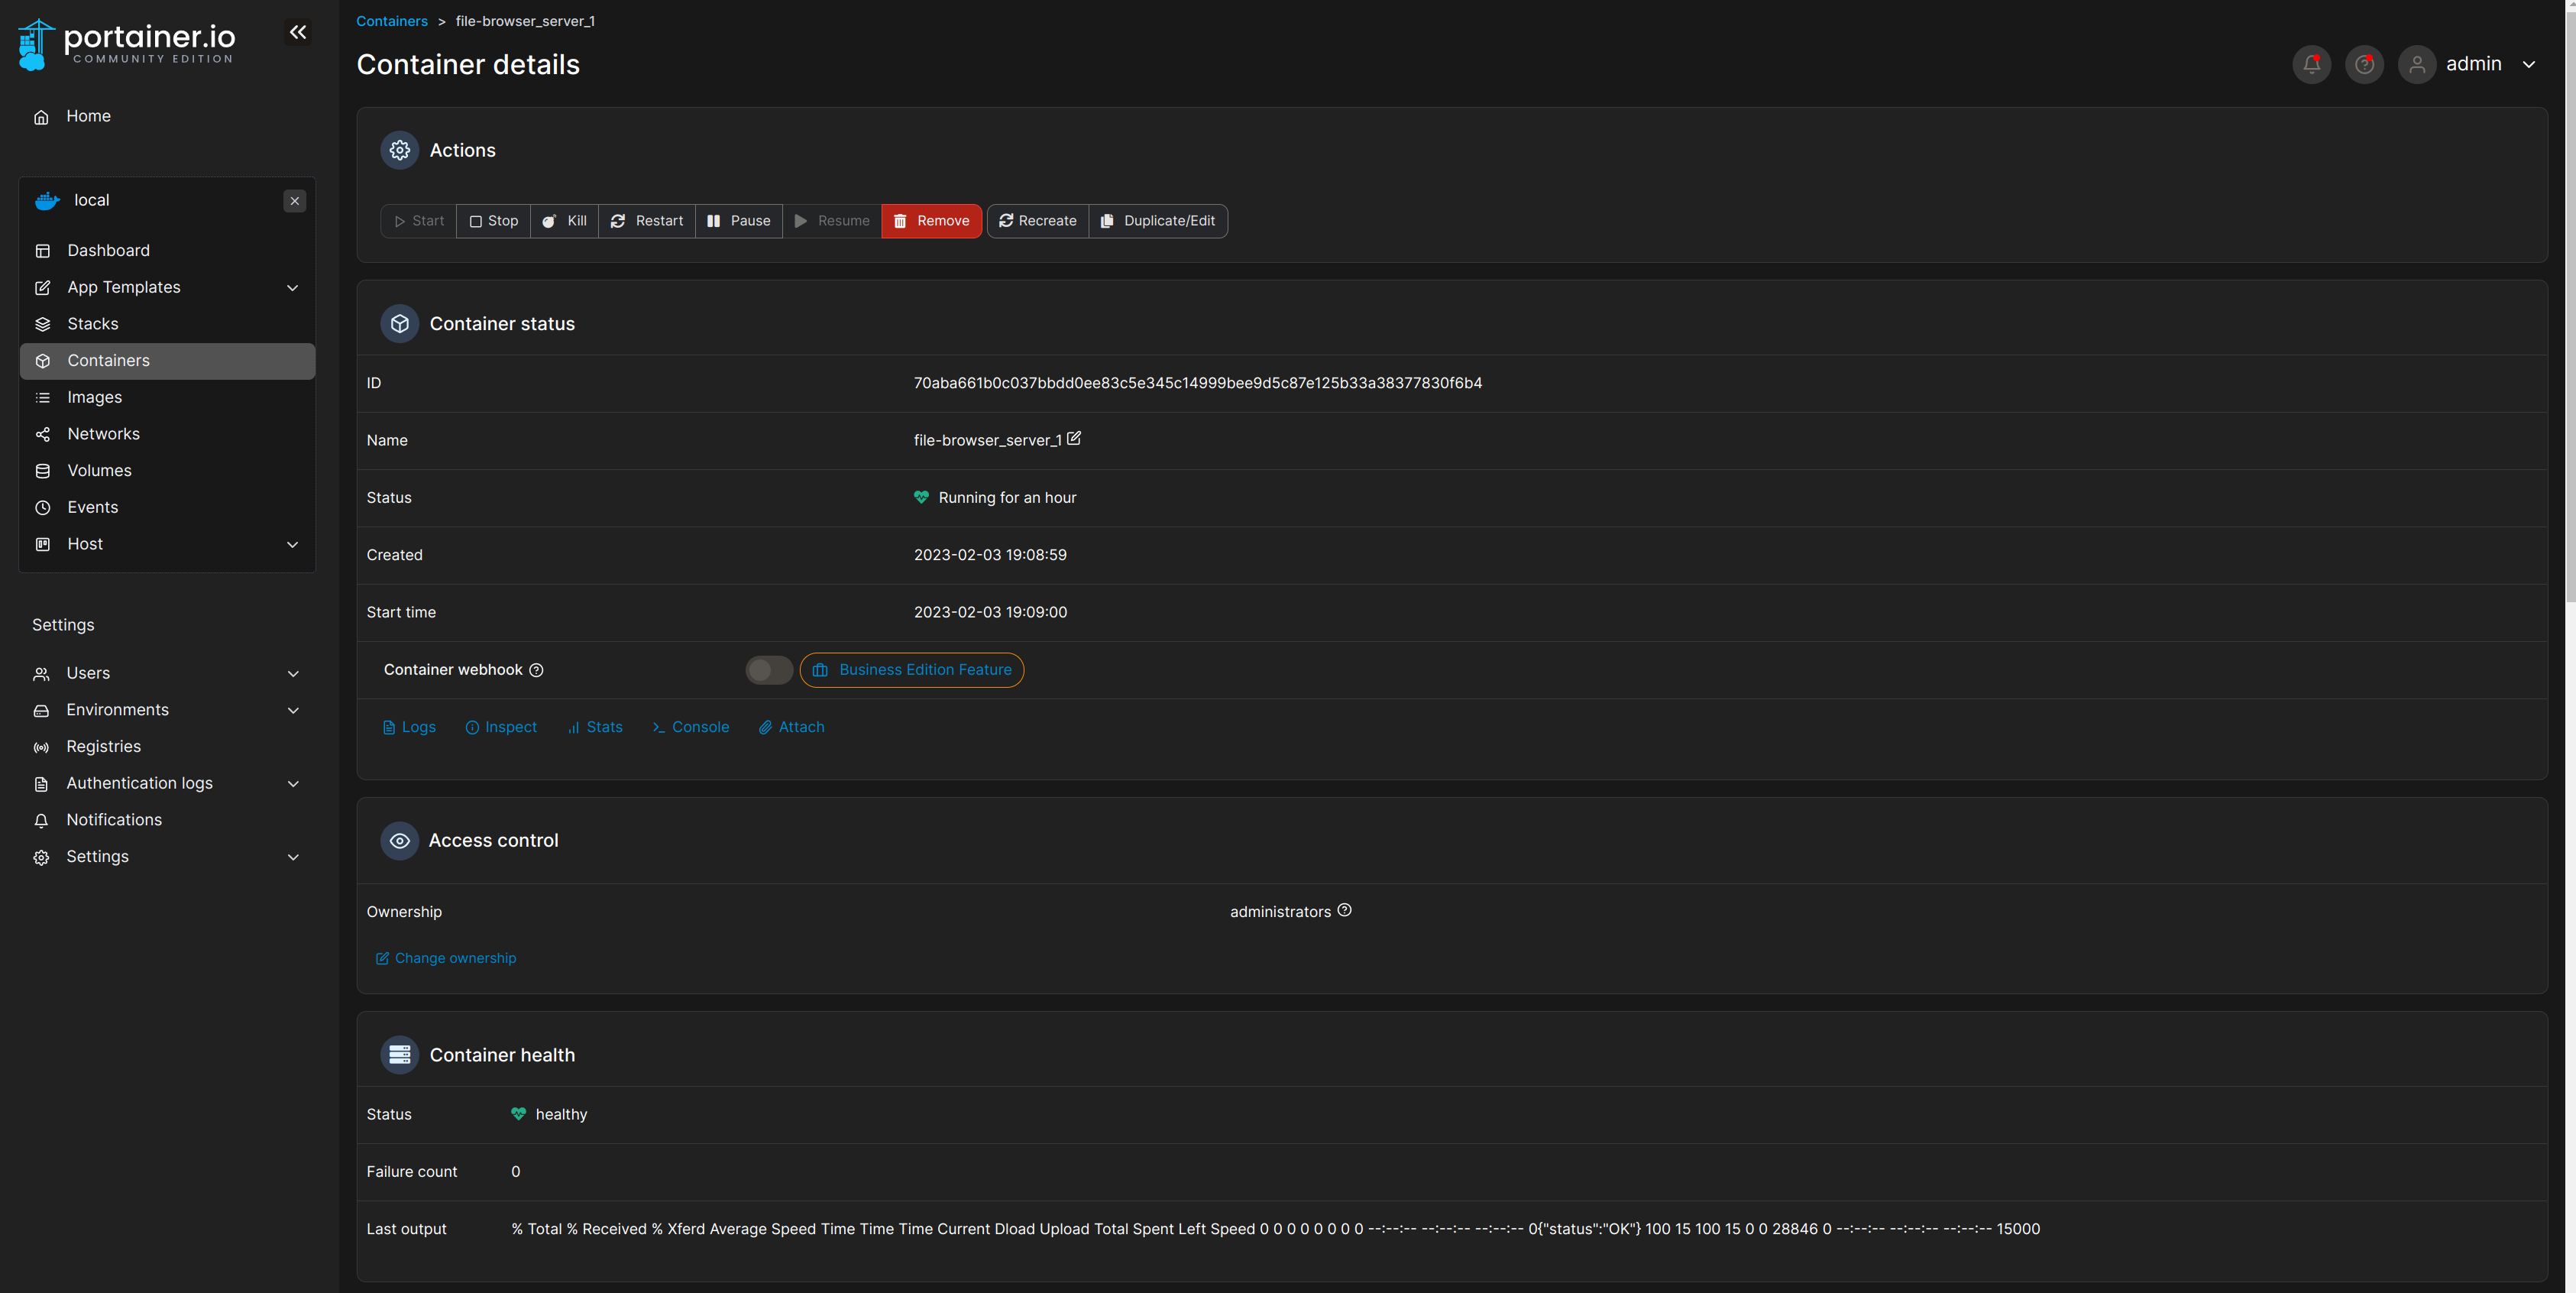 portainer.io
COMMUNITY EDITION
Home
local
Dashboard
App Templates
Stacks
Containers
Images
Networks
Volumes
Events
Host
Settings
Users
Environments
Registries
Authentication logs
Notifications
Settings
Containers > file-browser_server_1
Container details
admin
Actions
Start Stop Kill Restart Pause Resume Remove Recreate Duplicate/Edit
Container status
ID 70aba661b0c037bbdd0ee83c5e345c14999bee9d5c87e125b33a38377830f6b4
Name file-browser_server_1
Status Running for an hour
Created 2023-02-03 19:08:59
Start time 2023-02-03 19:09:00
Container webhook Business Edition Feature
Logs Inspect Stats Console Attach
Access control
Ownership administrators
Change ownership
Container health
Status healthy
Failure count 0
Last output % Total % Received % Xferd Average Speed Time Time Time Current Dload Upload Total Spent Left Speed 0 0 0 0 0 0 0 0 --:--:-- --:--:-- --:--:-- 0{"status":"OK"} 100 15 100 15 0 0 28846 0 --:--:-- --:--:-- --:--:-- 15000